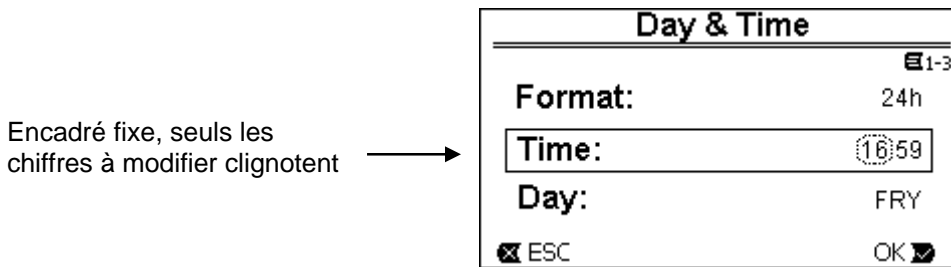 Day & Time
1-3
Format: 24h
Encadré fixe, seuls les
chiffres à modifier clignotent
Time: 16:59
Day: FRY
ESC OK